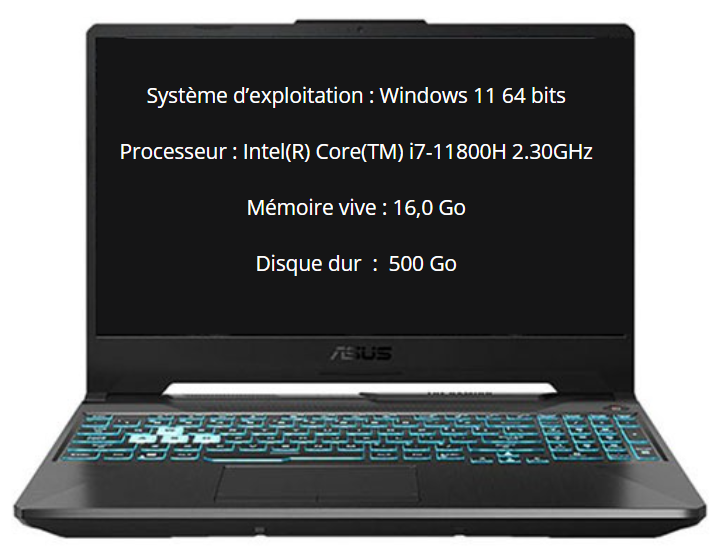 Système d’exploitation : Windows 11 64 bits
Processeur : Intel(R) Core(TM) i7-11800H 2.30GHz
Mémoire vive : 16,0 Go
Disque dur : 500 Go
ASUS